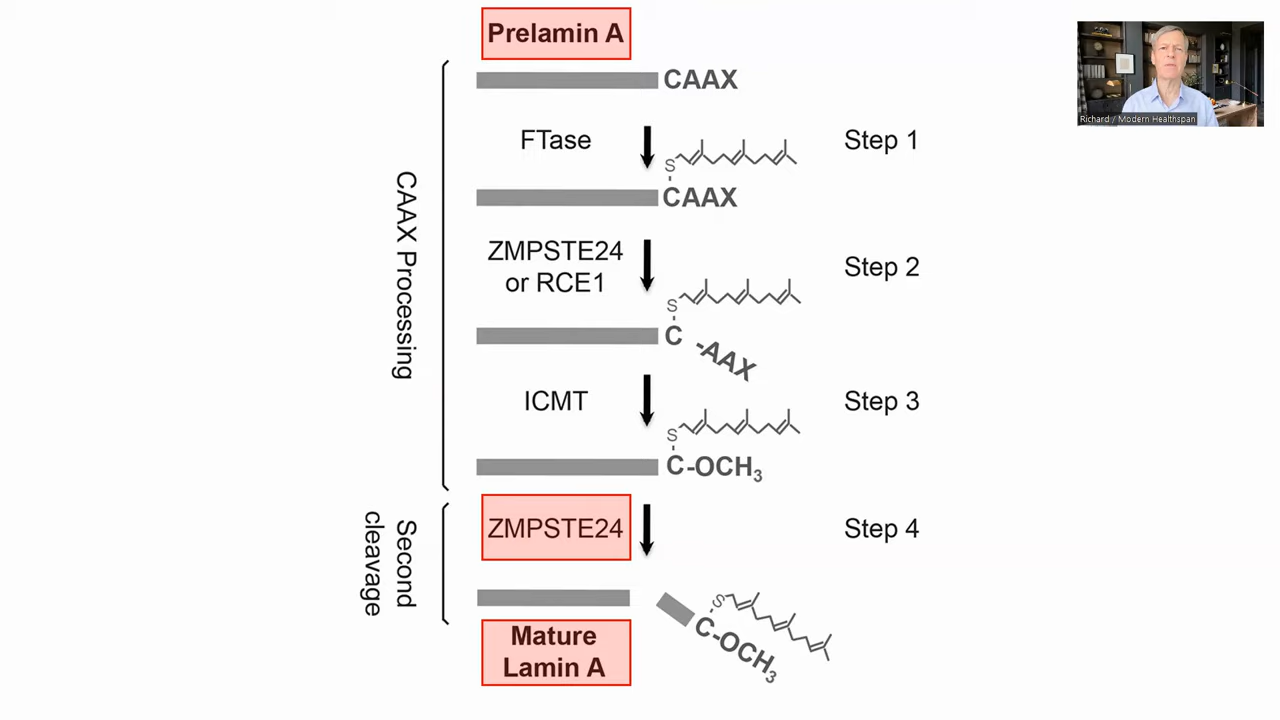 Prelamin A
CAAX
FTase
Step 1
S
CAAX
CAAX Processing
ZMPSTE24
or RCE1
Step 2
S
C -AAX
ICMT
Step 3
S
C-OCH₃
Second
cleavage
ZMPSTE24
Step 4
S
C-OCH₃
Mature
Lamin A
Richard / Modern Healthspan